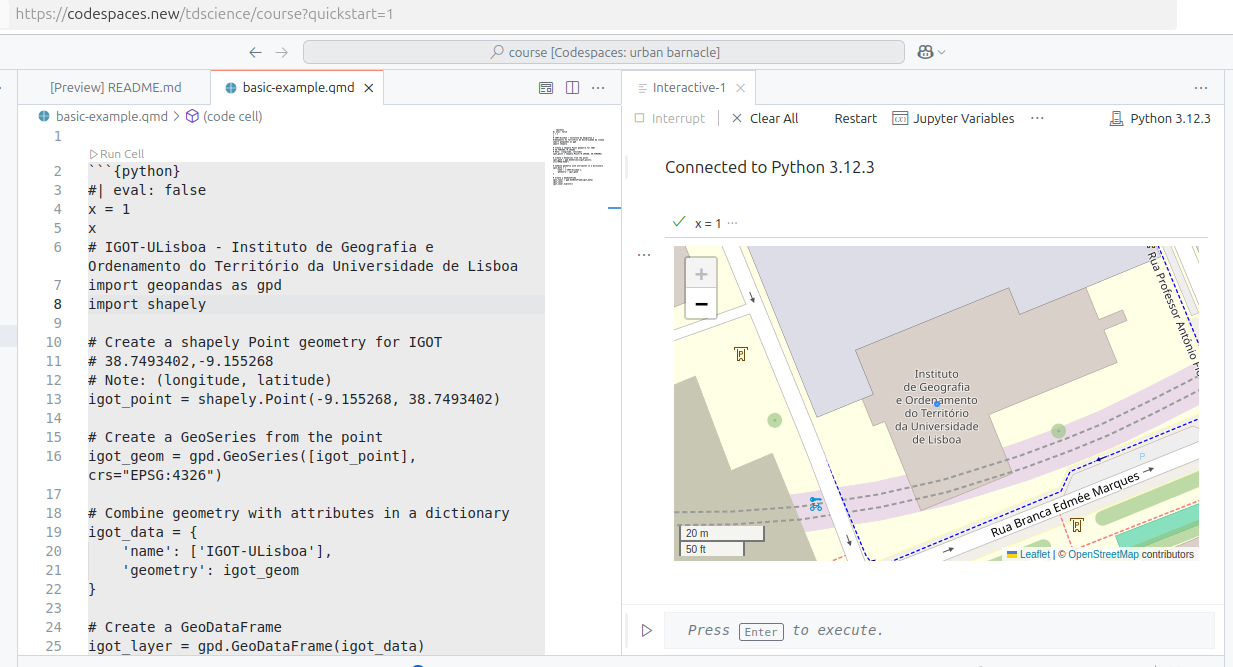 https://codespaces.new/tdscience/course?quickstart=1
course [Codespaces: urban barnacle]
[Preview] README.md
basic-example.qmd
basic-example.qmd > (code cell)
1
Run Cell
2 ```{python}
3 #| eval: false
4 x = 1
5 x
6 # IGOT-ULisboa - Instituto de Geografia e
Ordenamento do Território da Universidade de Lisboa
7 import geopandas as gpd
8 import shapely
9
10 # Create a shapely Point geometry for IGOT
11 # 38.7493402,-9.155268
12 # Note: (longitude, latitude)
13 igot_point = shapely.Point(-9.155268, 38.7493402)
14
15 # Create a GeoSeries from the point
16 igot_geom = gpd.GeoSeries([igot_point],
crs="EPSG:4326")
17
18 # Combine geometry with attributes in a dictionary
19 igot_data = {
20 'name': ['IGOT-ULisboa'],
21 'geometry': igot_geom
22 }
23
24 # Create a GeoDataFrame
25 igot_layer = gpd.GeoDataFrame(igot_data)
Interactive-1
Interrupt
Clear All
Restart
Jupyter Variables
Python 3.12.3
Connected to Python 3.12.3
x = 1 ···
+
−
Rua Professor António
Instituto
de Geografia
e Ordenamento
do Território
da Universidade
de Lisboa
P
P
Rua Branca Edmée Marques
P
20 m
50 ft
Leaflet | © OpenStreetMap contributors
Press Enter to execute.